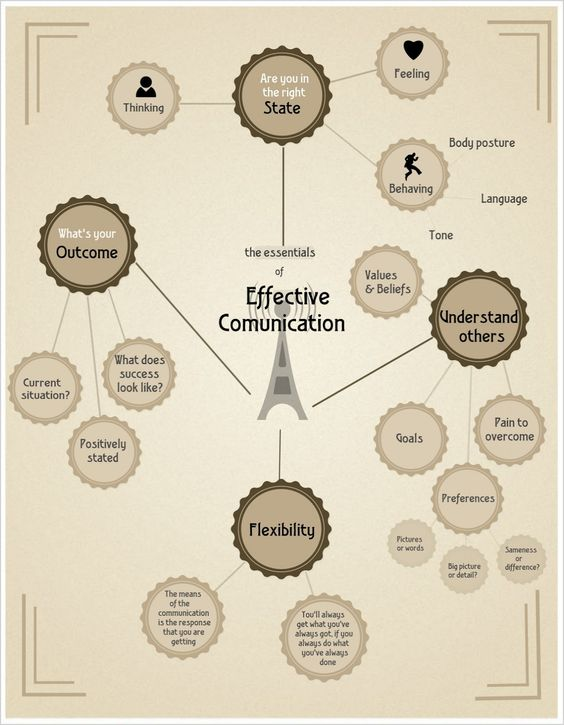 Are you in
the right
State
Thinking
Feeling
Behaving
Body posture
Language
Tone
What's your
Outcome
Current
situation?
Positively
stated
What does
success
look like?
the essentials
of
Effective
Comunication
Values
& Beliefs
Understand
others
Goals
Pain to
overcome
Preferences
Pictures
or words
Big picture
or detail?
Sameness
or
difference?
Flexibility
The means
of the
communication
is the response
that you are
getting
Tou'll always
get what you've
always got, if you
always do what
you've always
done